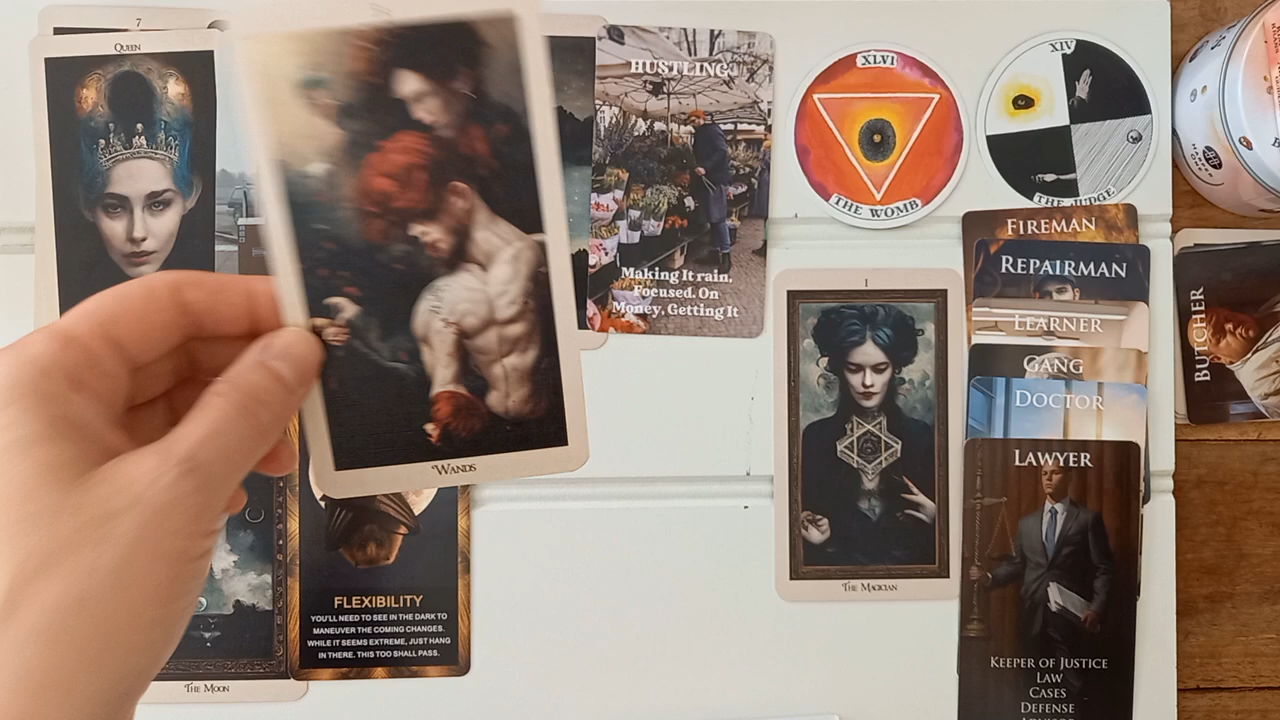 7
QUEEN
WANDS
HUSTLING
Making It rain.
Focused. On
Money, Getting It
XLVI
THE WOMB
XIV
THE JUDGE
FIREMAN
REPAIRMAN
LEARNER
GANG
DOCTOR
LAWYER
KEEPER OF JUSTICE
LAW
CASES
DEFENSE
BUTCHER
I
THE MAGICIAN
FLEXIBILITY
YOU'LL NEED TO SEE IN THE DARK TO
MANEUVER THE COMING CHANGES.
WHILE IT SEEMS EXTREME, JUST HANG
IN THERE. THIS TOO SHALL PASS.
THE MOON